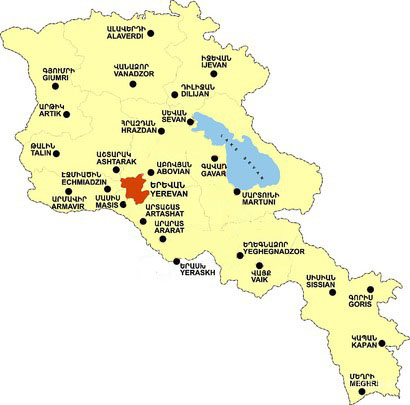 ԱԼԱՎԵՐԴԻ
ALAVERDI
ԻՋԵՎԱՆ
IJEVAN
ԳՅՈՒՄՐԻ
GIUMRI
ՎԱՆԱՁՈՐ
VANADZOR
ԴԻԼԻՋԱՆ
DILIJAN
ԱՐԹԻԿ
ARTIK
ՍԵՎԱՆ
SEVAN
ՀՐԱԶԴԱՆ
HRAZDAN
LAKE SEVAN
ԹԱԼԻՆ
TALIN
ԱՇՏԱՐԱԿ
ASHTARAK
ԱԲՈՎՅԱՆ
ABOVIAN
ԳԱՎԱՌ
GAVAR
ԷՋՄԻԱԾԻՆ
ECHMIADZIN
ԵՐԵՎԱՆ
YEREVAN
ԱՐՄԱՎԻՐ
ARMAVIR
ՄԱՍԻՍ
MASIS
ՄԱՐՏՈՒՆԻ
MARTUNI
ԱՐՏԱՇԱՏ
ARTASHAT
ԱՐԱՐԱՏ
ARARAT
ԵՐԱՍԽ
YERASKH
ԵՂԵԳՆԱՁՈՐ
YEGHEGNADZOR
ՎԱՅՔ
VAIK
ՍԻՍԻԱՆ
SISSIAN
ԳՈՐԻՍ
GORIS
ԿԱՊԱՆ
KAPAN
ՄԵՂՐԻ
MEGHRI